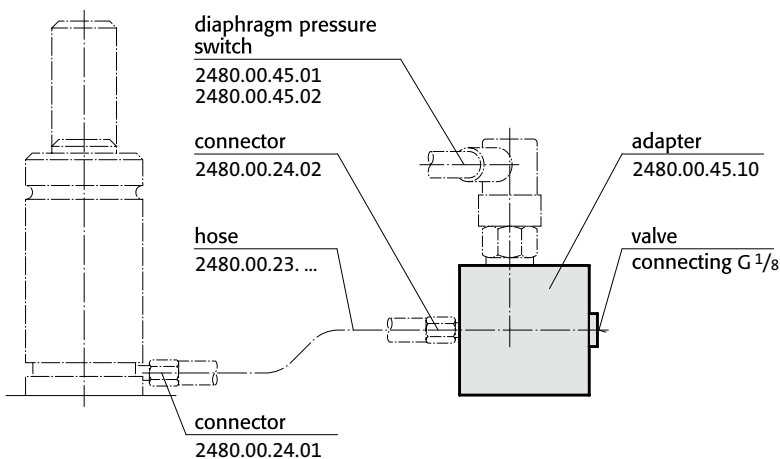 diaphragm pressure
switch
2480.00.45.01
2480.00.45.02
connector
2480.00.24.02
adapter
2480.00.45.10
hose
2480.00.23. ...
valve
connecting G 1/8
connector
2480.00.24.01